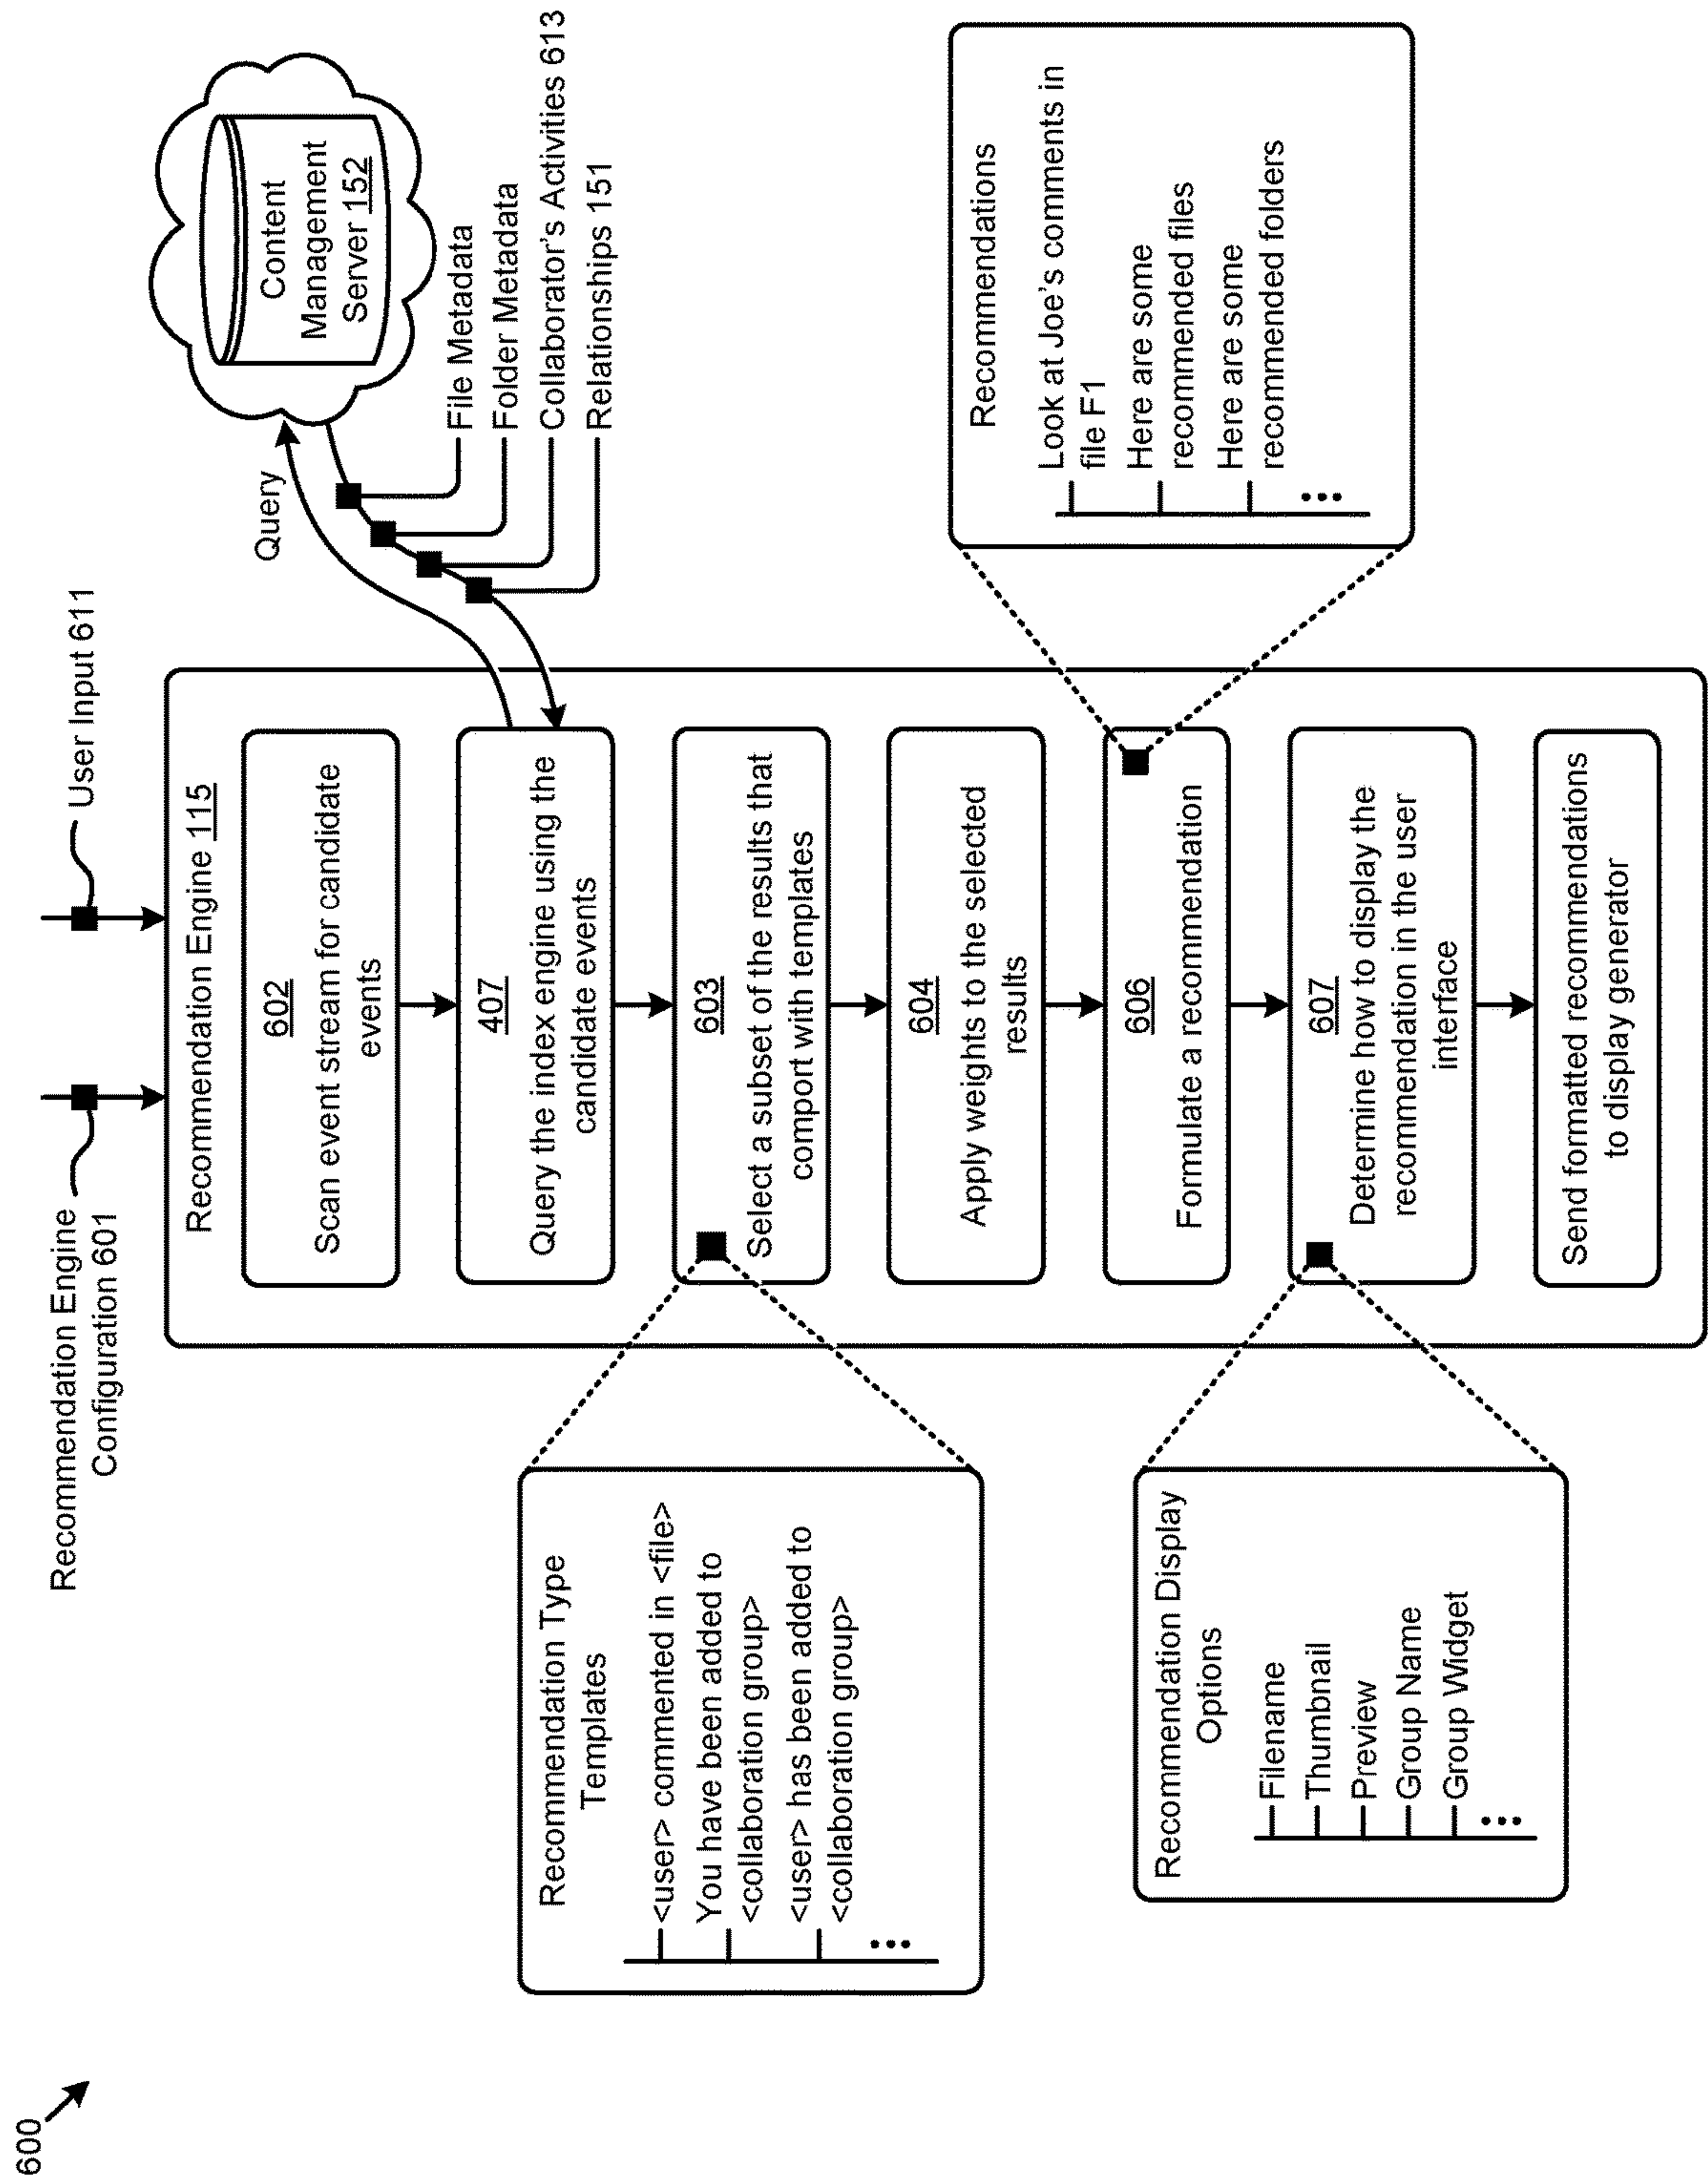 600
Recommendation Engine
Configuration 601
User Input 611
Recommendation Engine 115
602
Scan event stream for candidate
events
407
Query the index engine using the
candidate events
603
Select a subset of the results that
comport with templates
604
Apply weights to the selected
results
606
Formulate a recommendation
607
Determine how to display the
recommendation in the user
interface
Send formatted recommendations
to display generator
Query
Content
Management
Server 152
File Metadata
Folder Metadata
Collaborator's Activities 613
Relationships 151
Recommendation Type
Templates
<user> commented in <file>
You have been added to
<collaboration group>
<user> has been added to
<collaboration group>
...
Recommendation Display
Options
Filename
Thumbnail
Preview
Group Name
Group Widget
...
Recommendations
Look at Joe's comments in
file F1
Here are some
recommended files
Here are some
recommended folders
...